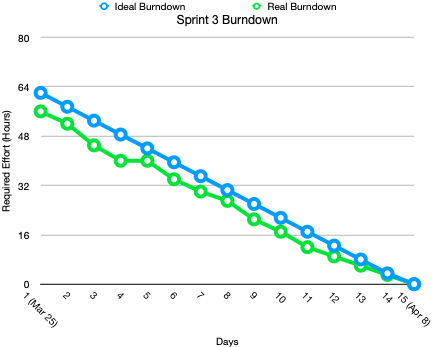 Ideal Burndown Real Burndown
Sprint 3 Burndown
80
64
48
32
16
0
Required Effort (Hours)
1 (Mar 25) 2 3 4 5 6 7 8 9 10 11 12 13 14 15 (Apr 8)
Days